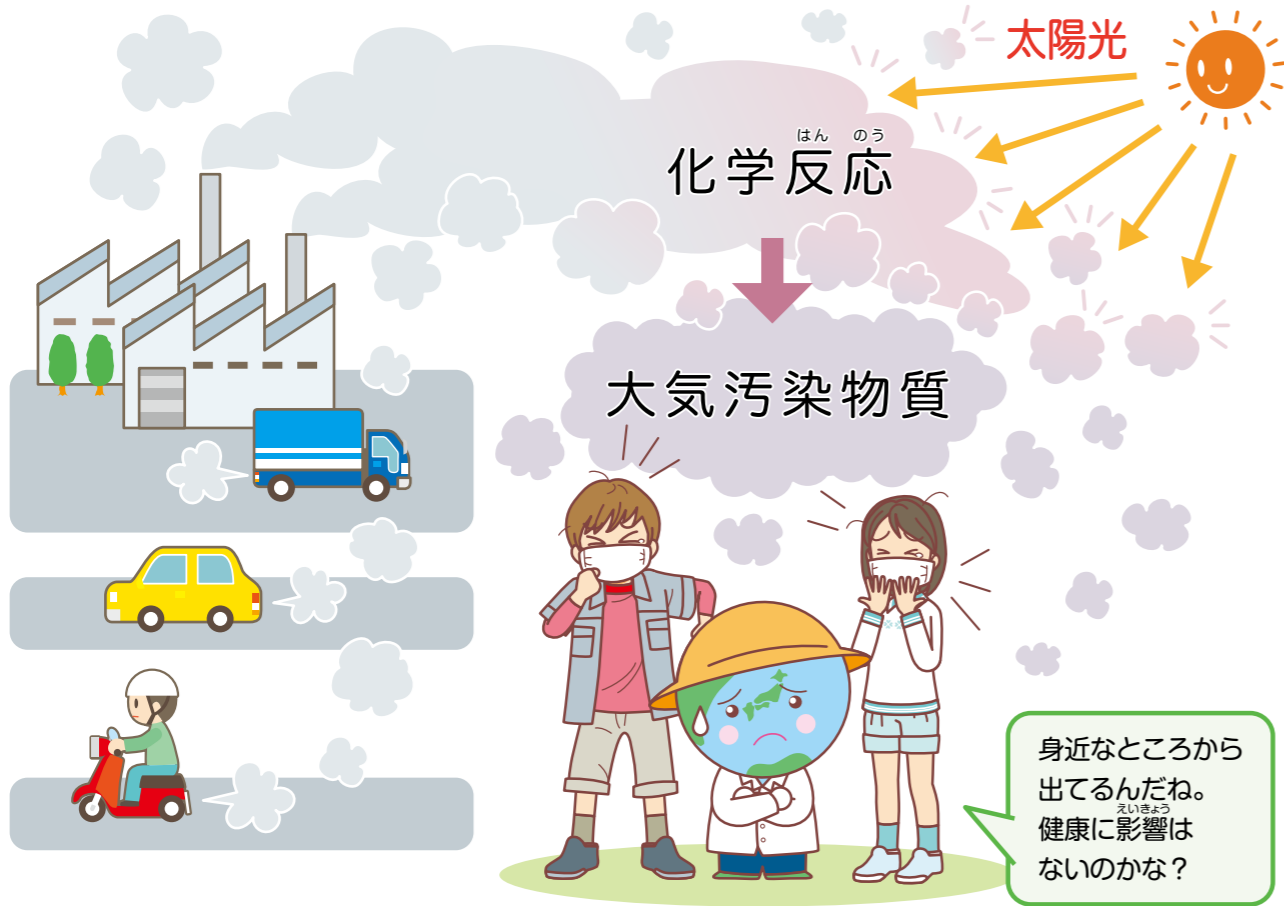 太陽光
はん のう
化学反応
大気汚染物質
身近なところから
出てるんだね。
えいきょう
健康に影響は
ないのかな？